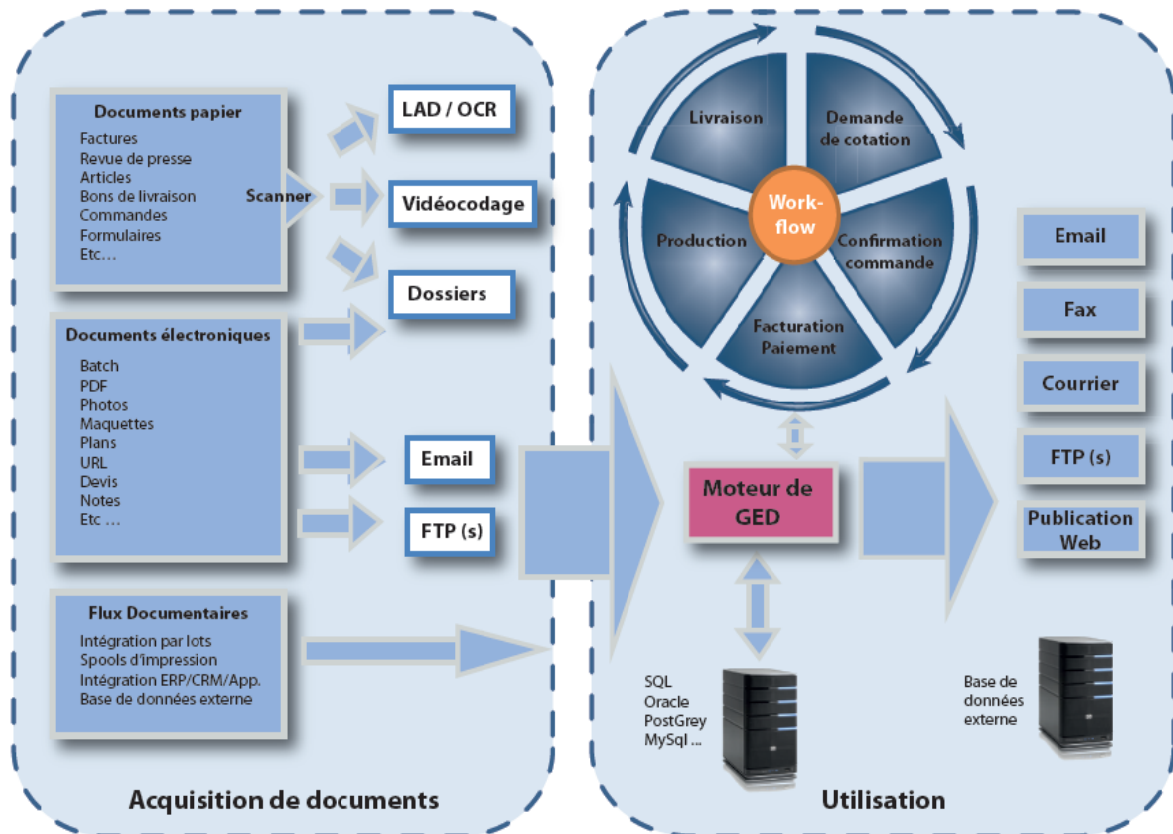 Documents papier
Factures
Revue de presse
Articles
Bons de livraison
Commandes
Formulaires
Etc…
Scanner
LAD / OCR
Vidéocodage
Dossiers
Documents électroniques
Batch
PDF
Photos
Maquettes
Plans
URL
Devis
Notes
Etc …
Email
FTP (s)
Flux Documentaires
Intégration par lots
Spools d'impression
Intégration ERP/CRM/App.
Base de données externe
Acquisition de documents
Livraison
Demande
de cotation
Work-
flow
Production
Confirmation
commande
Facturation
Paiement
Moteur de
GED
SQL
Oracle
PostGrey
MySql ...
Email
Fax
Courrier
FTP (s)
Publication
Web
Base de
données
externe
Utilisation